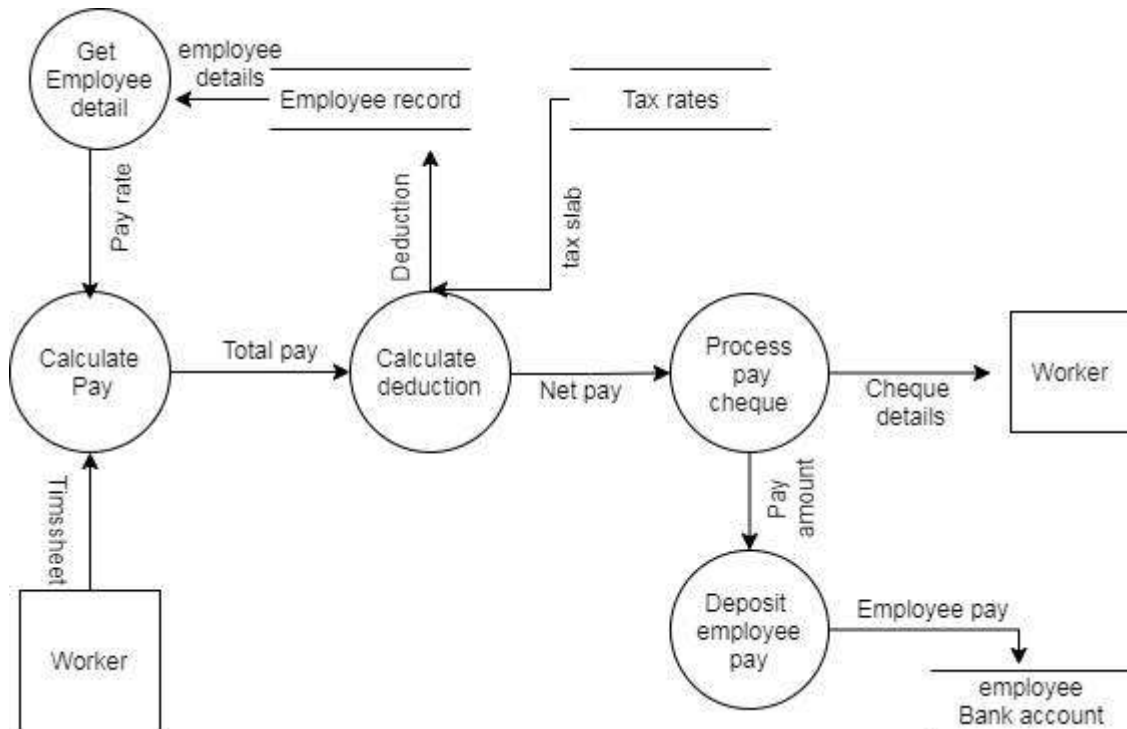 Get
Employee
detail
employee
details
Employee record
Tax rates
Pay rate
Deduction
tax slab
Calculate
Pay
Total pay
Calculate
deduction
Net pay
Process
pay
cheque
Cheque
details
Worker
Timssheet
Pay
amount
Worker
Deposit
employee
pay
Employee pay
employee
Bank account